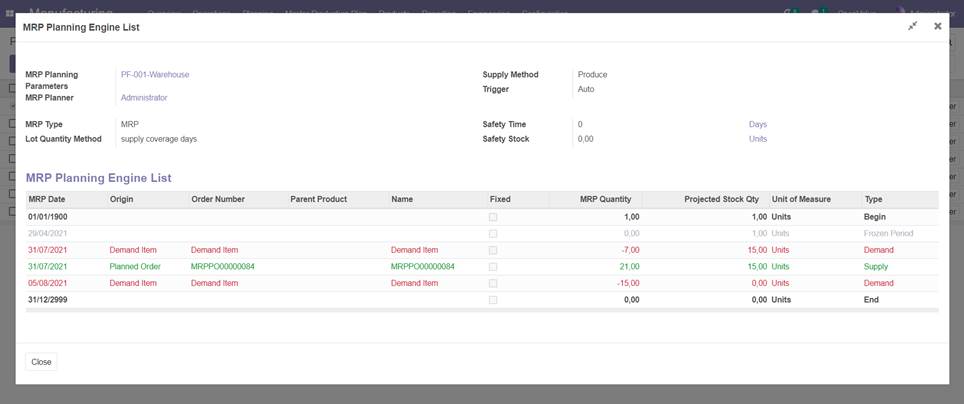 Manufacturing
MRP Planning Engine List
MRP Planning Parameters PF-001-Warehouse
MRP Planner Administrator
Supply Method Produce
Trigger Auto
MRP Type MRP
Lot Quantity Method supply coverage days
Safety Time 0 Days
Safety Stock 0,00 Units
MRP Planning Engine List
MRP Date Origin Order Number Parent Product Name Fixed MRP Quantity Projected Stock Qty Unit of Measure Type
01/01/1900 1,00 1,00 Units Begin
29/04/2021 0,00 1,00 Units Frozen Period
31/07/2021 Demand Item Demand Item Demand Item -7,00 15,00 Units Demand
31/07/2021 Planned Order MRPPO00000084 MRPPO00000084 21,00 15,00 Units Supply
05/08/2021 Demand Item Demand Item Demand Item -15,00 0,00 Units Demand
31/12/2999 0,00 0,00 Units End
Close